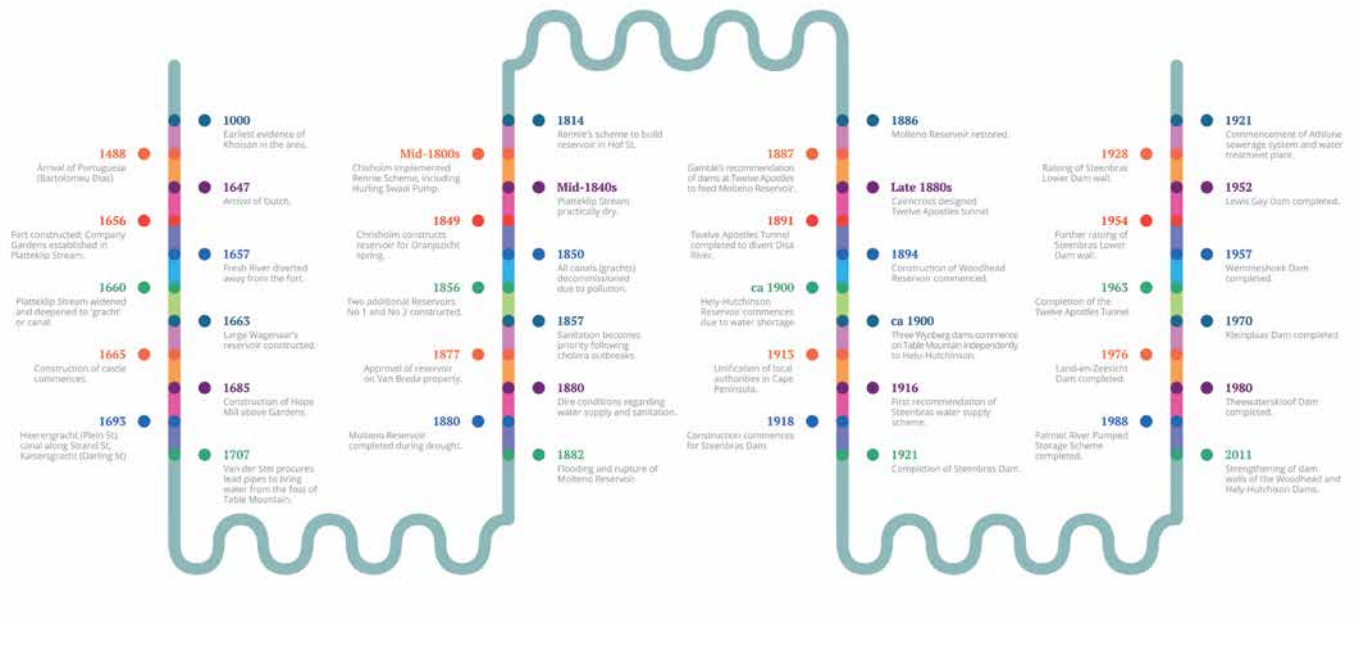 1000
Earliest evidence of
Khoisan in the area.
1488
Arrival of Portuguese
(Bartolomeu Dias)
1647
Arrival of Dutch.
1656
Fort constructed; Company
Gardens established in
Platteklip Stream.
1657
Fresh River diverted
away from the fort.
1660
Platteklip Stream widened
and deepened to 'gracht'
or canal
1663
Large Wagenaar's
reservoir constructed.
1665
Construction of castle
commences.
1685
Construction of Hope
Mill above Gardens.
1693
Heerengracht (Plein St),
canal along Strand St,
Kaisersgracht (Darling St)
1707
Van der Stel procures
lead pipes to bring
water from the foot of
Table Mountain.
1814
Rennie's scheme to build
reservoir in Hof St.
Mid-1800s
Chisholm implemented
Rennie Scheme, including
Hurling Swaai Pump.
Mid-1840s
Platteklip Stream
practically dry.
1849
Chrisholm constructs
reservoir for Oranjezicht
spring.
1850
All canals (grachts)
decommissioned
due to pollution.
1856
Two additional Reservoirs
No 1 and No 2 constructed.
1857
Sanitation becomes
priority following
cholera outbreaks.
1877
Approval of reservoir
on Van Breda property.
1880
Dire conditions regarding
water supply and sanitation.
1880
Molteno Reservoir
completed during drought.
1882
Flooding and rupture of
Molteno Reservoir
1886
Molteno Reservoir restored.
1887
Gamble's recommendation
of dams at Twelve Apostles
to feed Molteno Reservoir.
Late 1880s
Cairncross designed
Twelve Apostles tunnel
1891
Twelve Apostles Tunnel
completed to divert Disa
River.
1894
Construction of Woodhead
Reservoir commenced.
ca 1900
Hely-Hutchinson
Reservoir commences
due to water shortage
ca 1900
Three Wynberg dams commence
on Table Mountain independently
to Helu-Hutchinson.
1913
Unification of local
authorities in Cape
Peninsula.
1916
First recommendation of
Steenbras water supply
scheme.
1918
Construction commences
for Steenbras Dam
1921
Completion of Steenbras Dam.
1921
Commencement of Athlone
sewerage system and water
treatment plant.
1928
Raising of Steenbras
Lower Dam wall.
1952
Lewis Gay Dam completed.
1954
Further raising of
Steenbras Lower
Dam wall.
1957
Wemmeshoek Dam
completed.
1963
Completion of the
Twelve Apostles Tunnel
1970
Kleinplaas Dam completed
1976
Land-en-Zeezicht
Dam completed.
1980
Theewaterskloof Dam
completed.
1988
Palmiet River Pumped
Storage Scheme
completed.
2011
Strengthening of dam
walls of the Woodhead and
Hely-Hutchison Dams.